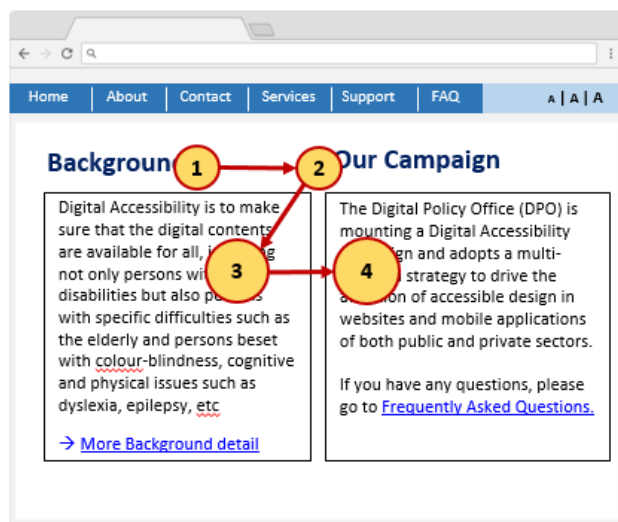 Home About Contact Services Support FAQ A | A | A
Background 1
2 Our Campaign
Digital Accessibility is to make
sure that the digital contents
are available for all,
not only persons
3
disabilities but also
with specific difficulties such as
the elderly and persons beset
with colour-blindness, cognitive
and physical issues such as
dyslexia, epilepsy, etc
→ More Background detail
The Digital Policy Office (DPO) is
mounting a Digital Accessibility
and adopts a multi-
4
strategy to drive the
of accessible design in
websites and mobile applications
of both public and private sectors.
If you have any questions, please
go to Frequently Asked Questions.